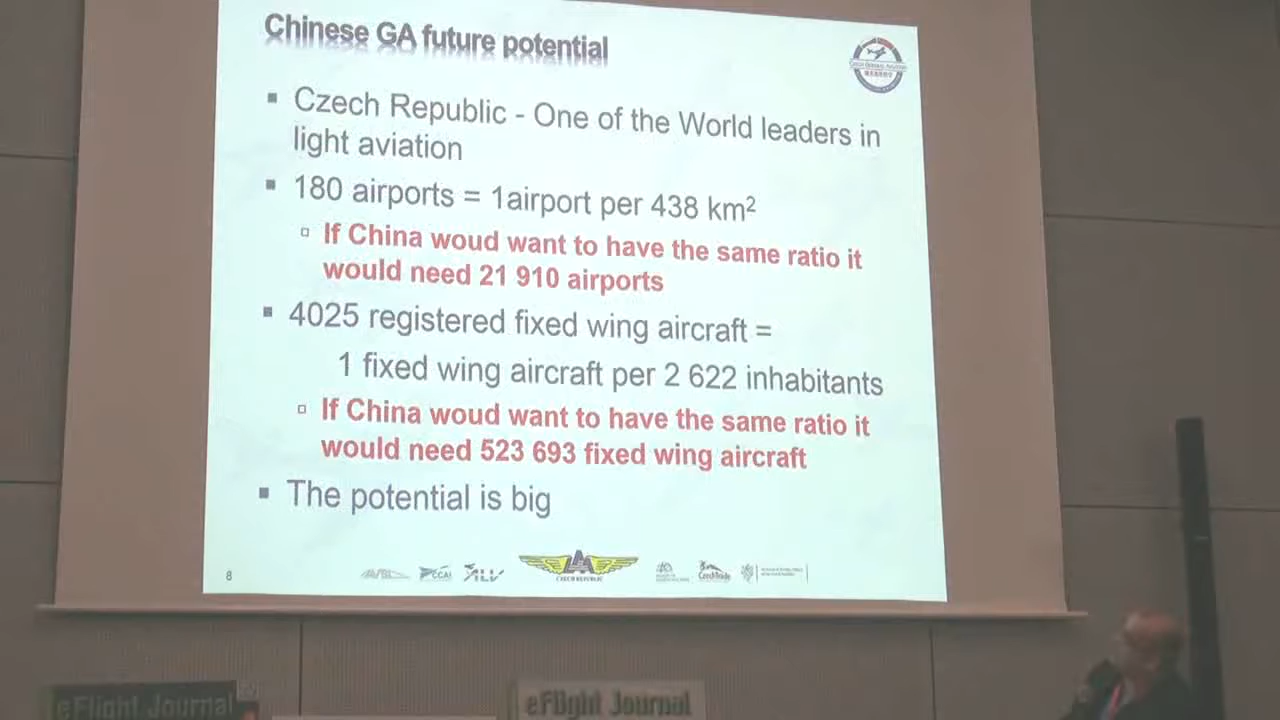 Chinese GA future potential
Czech Republic - One of the World leaders in
light aviation
180 airports = 1airport per 438 km²
If China woud want to have the same ratio it
would need 21 910 airports
4025 registered fixed wing aircraft =
1 fixed wing aircraft per 2 622 inhabitants
If China woud want to have the same ratio it
would need 523 693 fixed wing aircraft
The potential is big
8
CCAI
ALV
LAA
CZECH REPUBLIC
CzechTrade
eFlight Journal
eFlight Journal